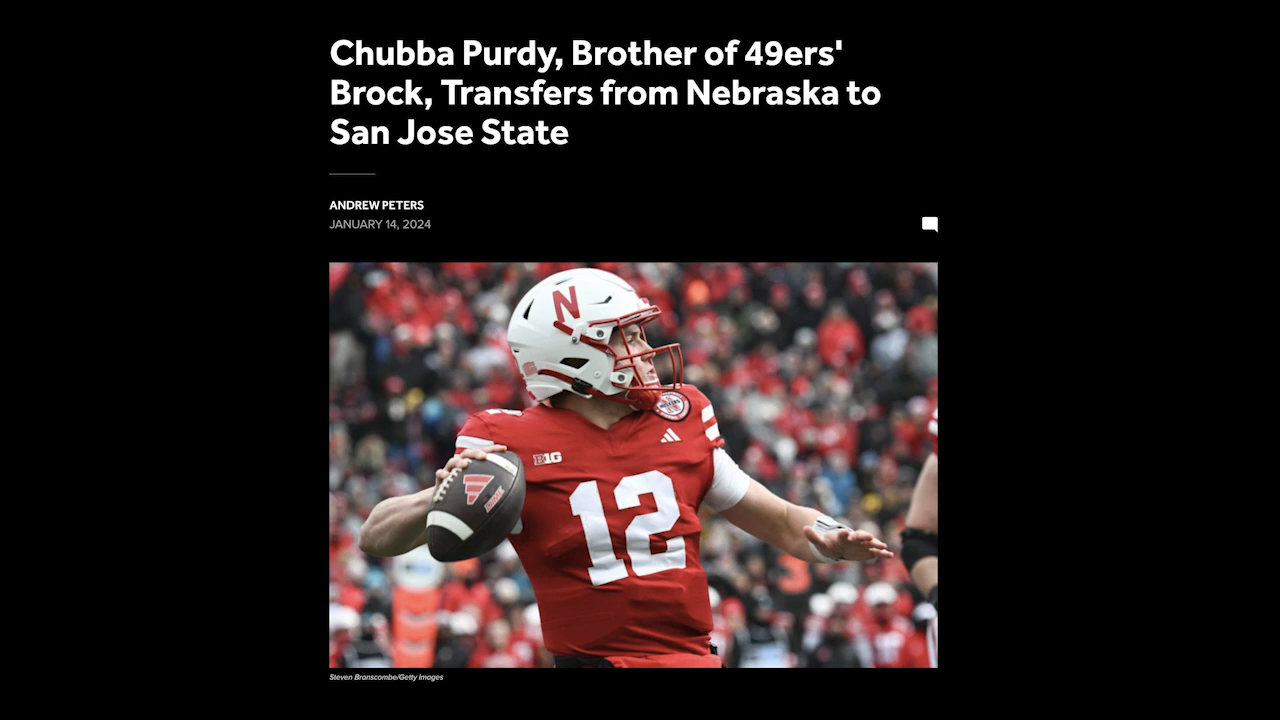 Chubba Purdy, Brother of 49ers'
Brock, Transfers from Nebraska to
San Jose State
ANDREW PETERS
JANUARY 14, 2024
N
B1G
12
Steven Branscombe/Getty Images